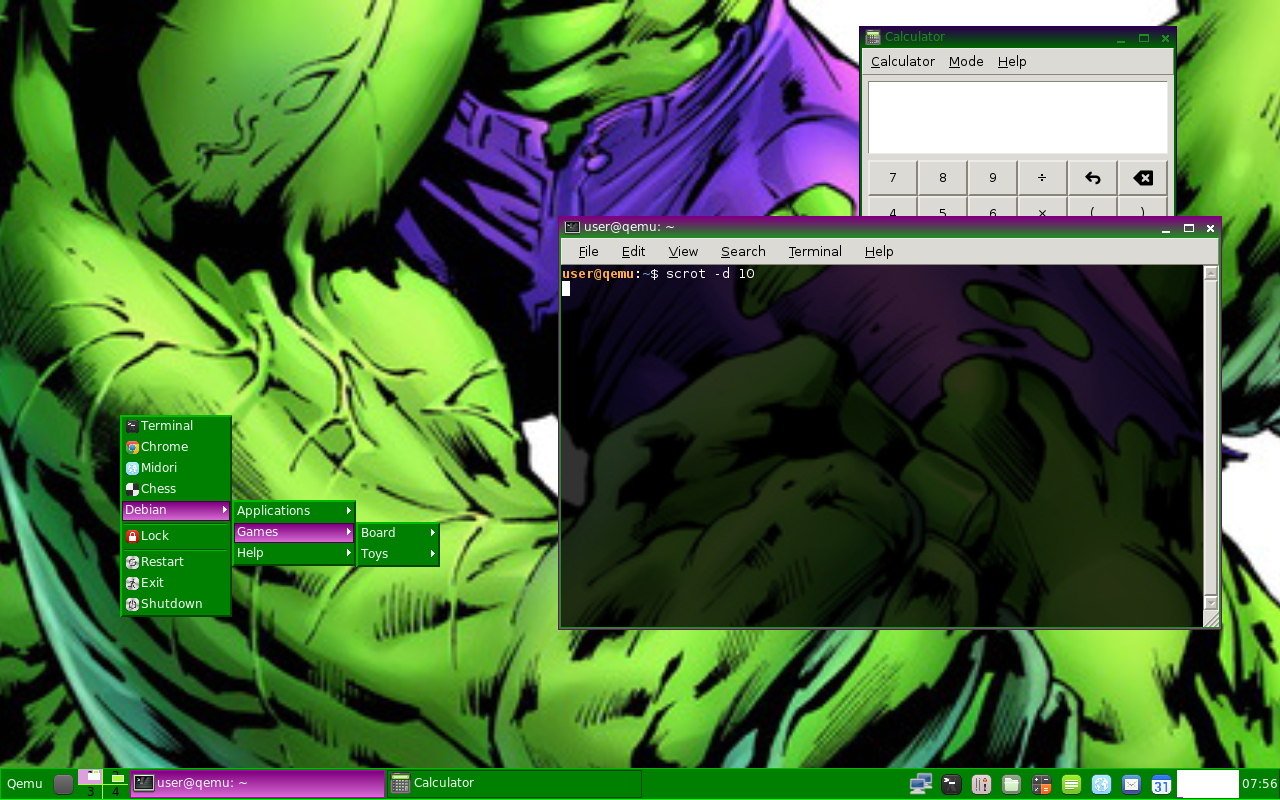 Calculator
Calculator Mode Help
7 8 9 ÷
4 5 6 × ( )
user@qemu: ~
File Edit View Search Terminal Help
user@qemu:~$ scrot -d 10
Terminal
Chrome
Midori
Chess
Debian
Lock
Restart
Exit
Shutdown
Applications
Games
Help
Board
Toys
Qemu
3 4
user@qemu: ~
Calculator
31
07:56